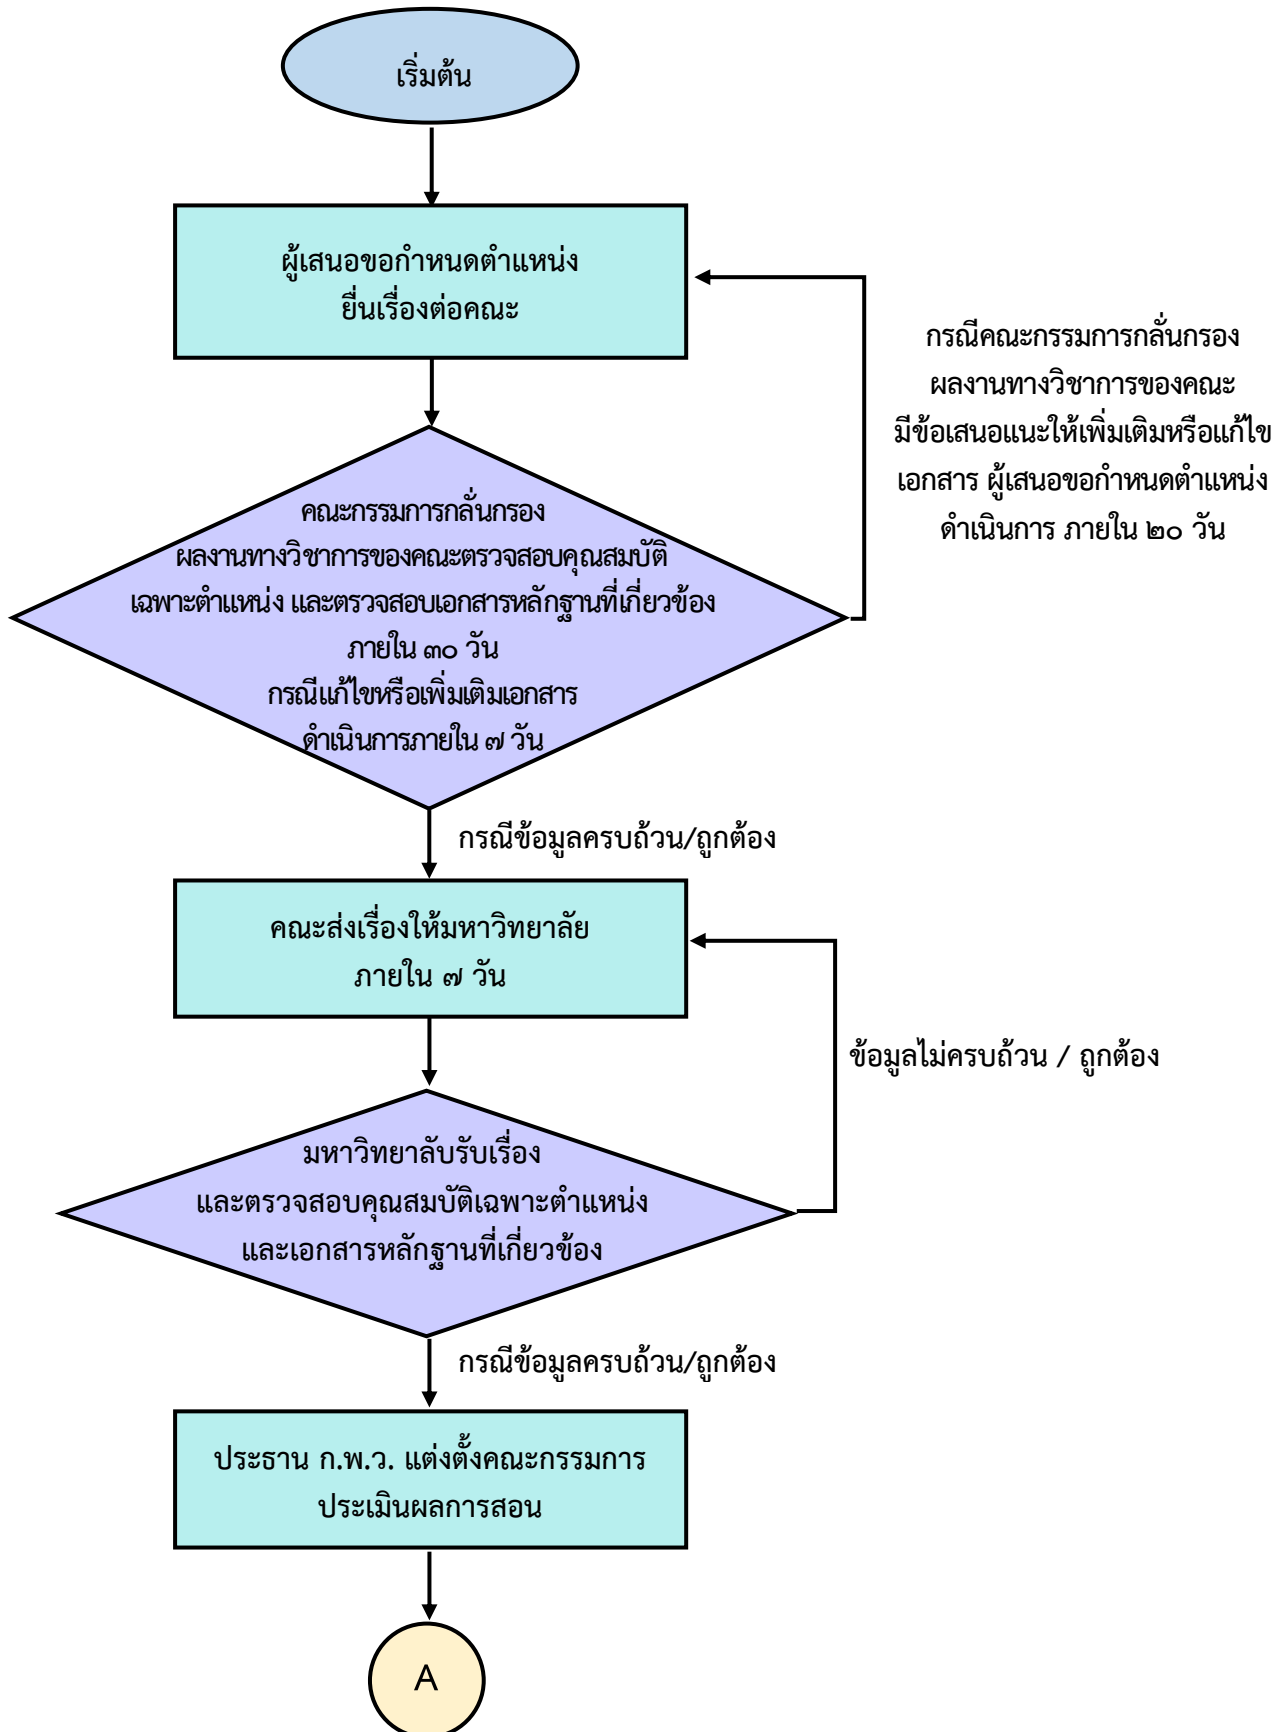 เริ่มต้น
ผู้เสนอขอกำหนดตำแหน่ง
ยื่นเรื่องต่อคณะ
กรณีคณะกรรมการกลั่นกรอง
ผลงานทางวิชาการของคณะ
มีข้อเสนอแนะให้เพิ่มเติมหรือแก้ไข
เอกสาร ผู้เสนอขอกำหนดตำแหน่ง
ดำเนินการ ภายใน ๒๐ วัน
คณะกรรมการกลั่นกรอง
ผลงานทางวิชาการของคณะตรวจสอบคุณสมบัติ
เฉพาะตำแหน่ง และตรวจสอบเอกสารหลักฐานที่เกี่ยวข้อง
ภายใน ๓๐ วัน
กรณีแก้ไขหรือเพิ่มเติมเอกสาร
ดำเนินการภายใน ๗ วัน
กรณีข้อมูลครบถ้วน/ถูกต้อง
คณะส่งเรื่องให้มหาวิทยาลัย
ภายใน ๗ วัน
ข้อมูลไม่ครบถ้วน / ถูกต้อง
มหาวิทยาลับรับเรื่อง
และตรวจสอบคุณสมบัติเฉพาะตำแหน่ง
และเอกสารหลักฐานที่เกี่ยวข้อง
กรณีข้อมูลครบถ้วน/ถูกต้อง
ประธาน ก.พ.ว. แต่งตั้งคณะกรรมการ
ประเมินผลการสอน
A